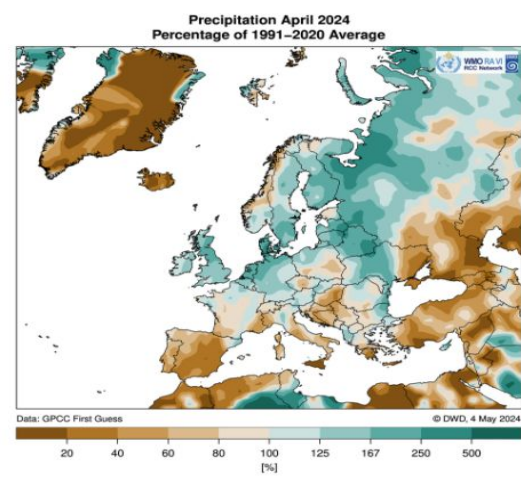 Precipitation April 2024
Percentage of 1991–2020 Average
WMO RA VI
RCC Network
Data: GPCC First Guess
© DWD, 4 May 2024
20 40 60 80 100 125 167 250 500
[%]